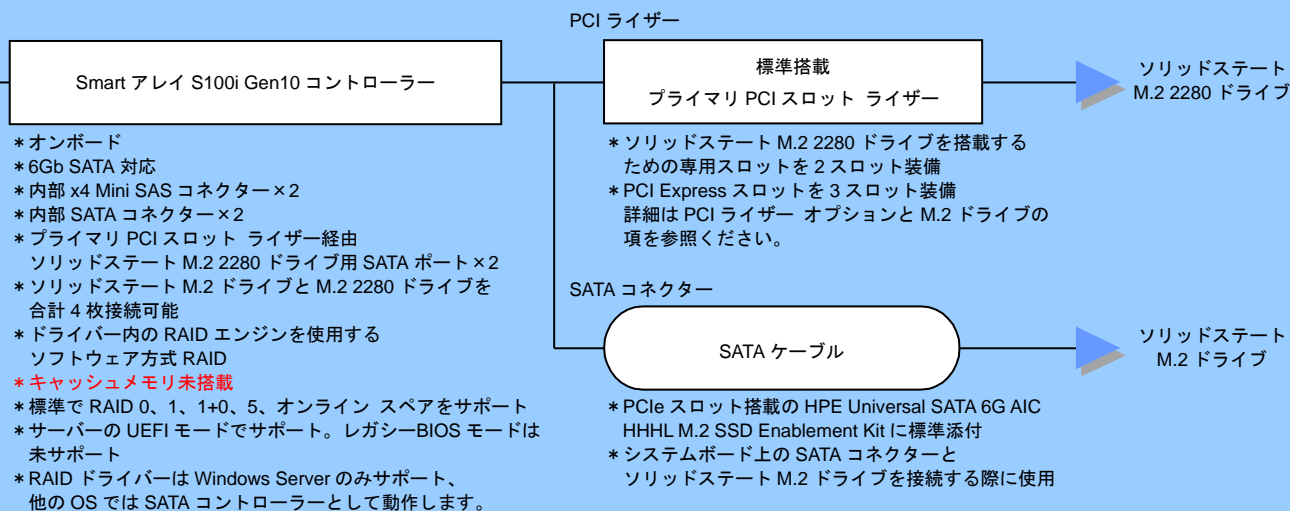 Smart アレイ S100i Gen10 コントローラー
＊オンボード
＊6Gb SATA 対応
＊内部 x4 Mini SAS コネクター×2
＊内部 SATA コネクター×2
＊プライマリ PCI スロット ライザー経由
ソリッドステート M.2 2280 ドライブ用 SATA ポート×2
＊ソリッドステート M.2 ドライブと M.2 2280 ドライブを
合計 4 枚接続可能
＊ドライバー内の RAID エンジンを使用する
ソフトウェア方式 RAID
＊キャッシュメモリ未搭載
＊標準で RAID 0、1、1+0、5、オンライン スペアをサポート
＊サーバーの UEFI モードでサポート。レガシーBIOS モードは
未サポート
＊RAID ドライバーは Windows Server のみサポート、
他の OS では SATA コントローラーとして動作します。
PCI ライザー
標準搭載
プライマリ PCI スロット ライザー
＊ソリッドステート M.2 2280 ドライブを搭載する
ための専用スロットを 2 スロット装備
＊PCI Express スロットを 3 スロット装備
詳細は PCI ライザー オプションと M.2 ドライブの
項を参照ください。
ソリッドステート
M.2 2280 ドライブ
SATA コネクター
SATA ケーブル
＊PCIe スロット搭載の HPE Universal SATA 6G AIC
HHHL M.2 SSD Enablement Kit に標準添付
＊システムボード上の SATA コネクターと
ソリッドステート M.2 ドライブを接続する際に使用
ソリッドステート
M.2 ドライブ